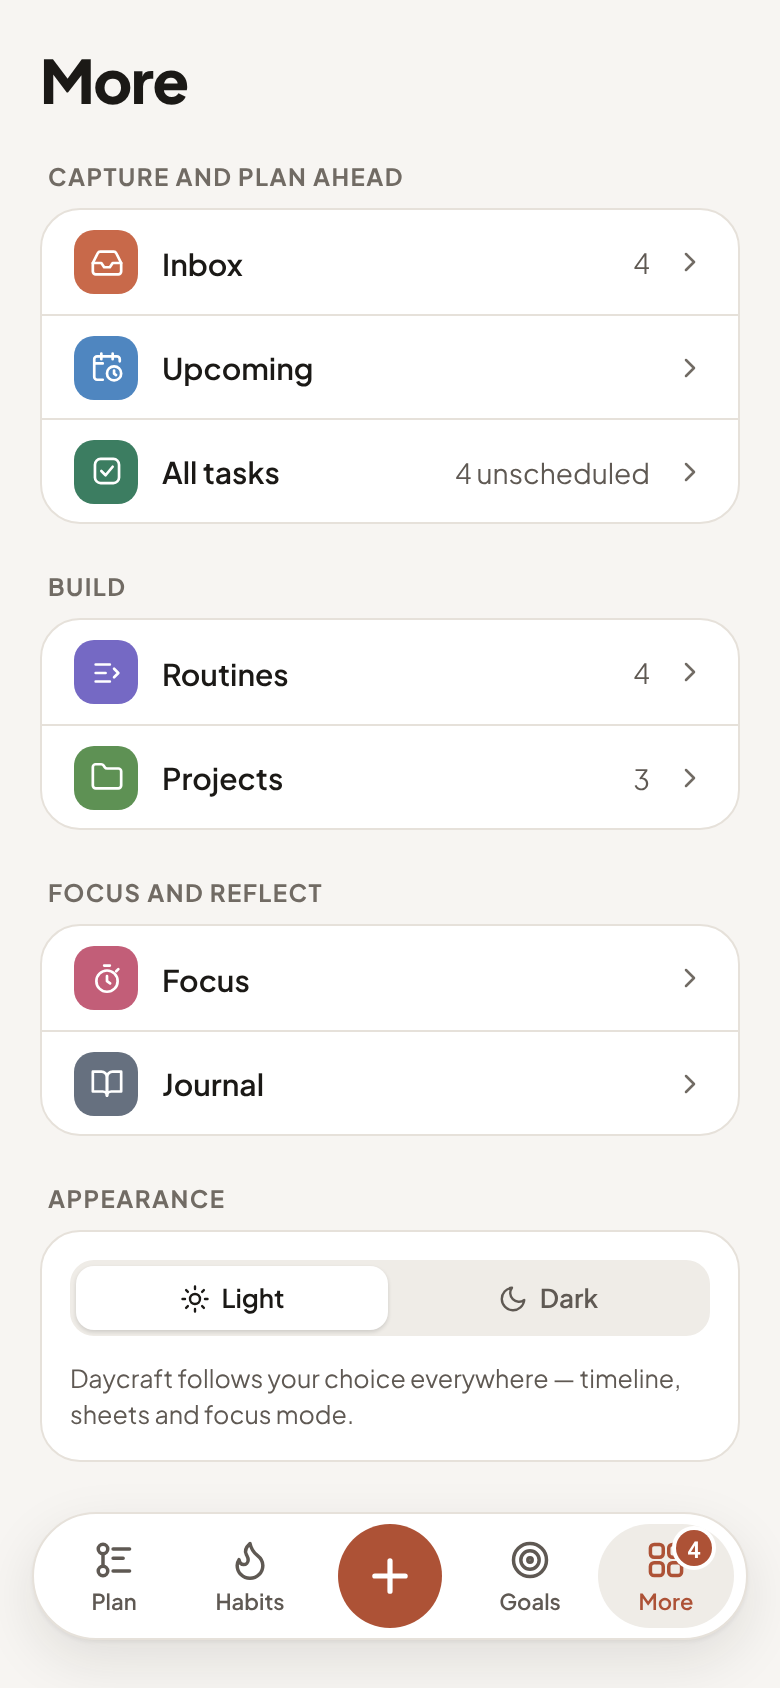 More
CAPTURE AND PLAN AHEAD
Inbox 4
Upcoming
All tasks 4 unscheduled
BUILD
Routines 4
Projects 3
FOCUS AND REFLECT
Focus
Journal
APPEARANCE
Light Dark
Daycraft follows your choice everywhere — timeline,
sheets and focus mode.
4
Plan Habits Goals More